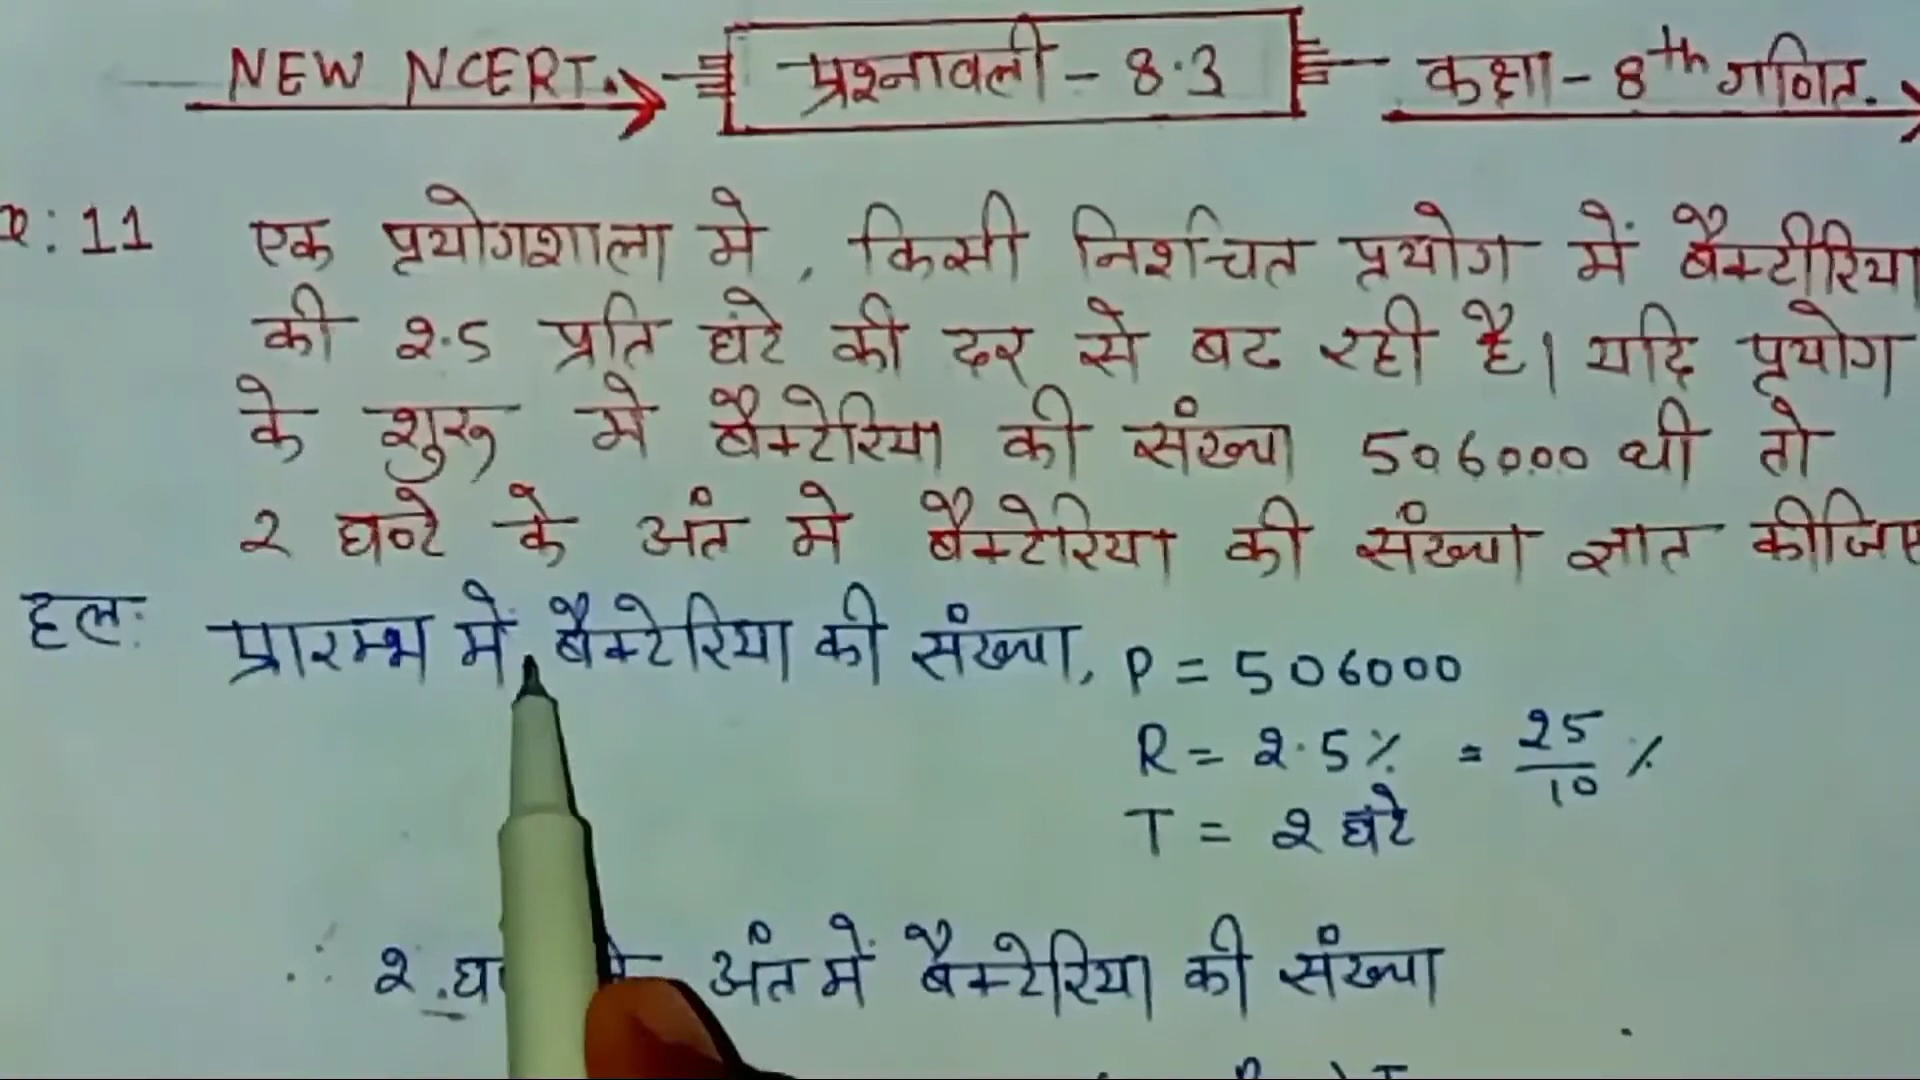 NEW NCERT. प्रश्नावली - 8.3 कक्षा - 8th गणित.
प्र: 11 एक प्रयोगशाला मे, किसी निश्चित प्रयोग में बैक्टीरिया
की 2.5 प्रति घंटे की दर से बढ रही है। यदि प्रयोग
के शुरू मे बैक्टेरिया की संख्या 506000 थी तो
2 घण्टे के अंत मे बैक्टेरिया की संख्या ज्ञात कीजिए
हल: प्रारम्भ में बैक्टेरिया की संख्या, P = 506000
R = 2.5% = 25/10 %
T = 2 घंटे
∴ 2 अंत में बैक्टेरिया की संख्या